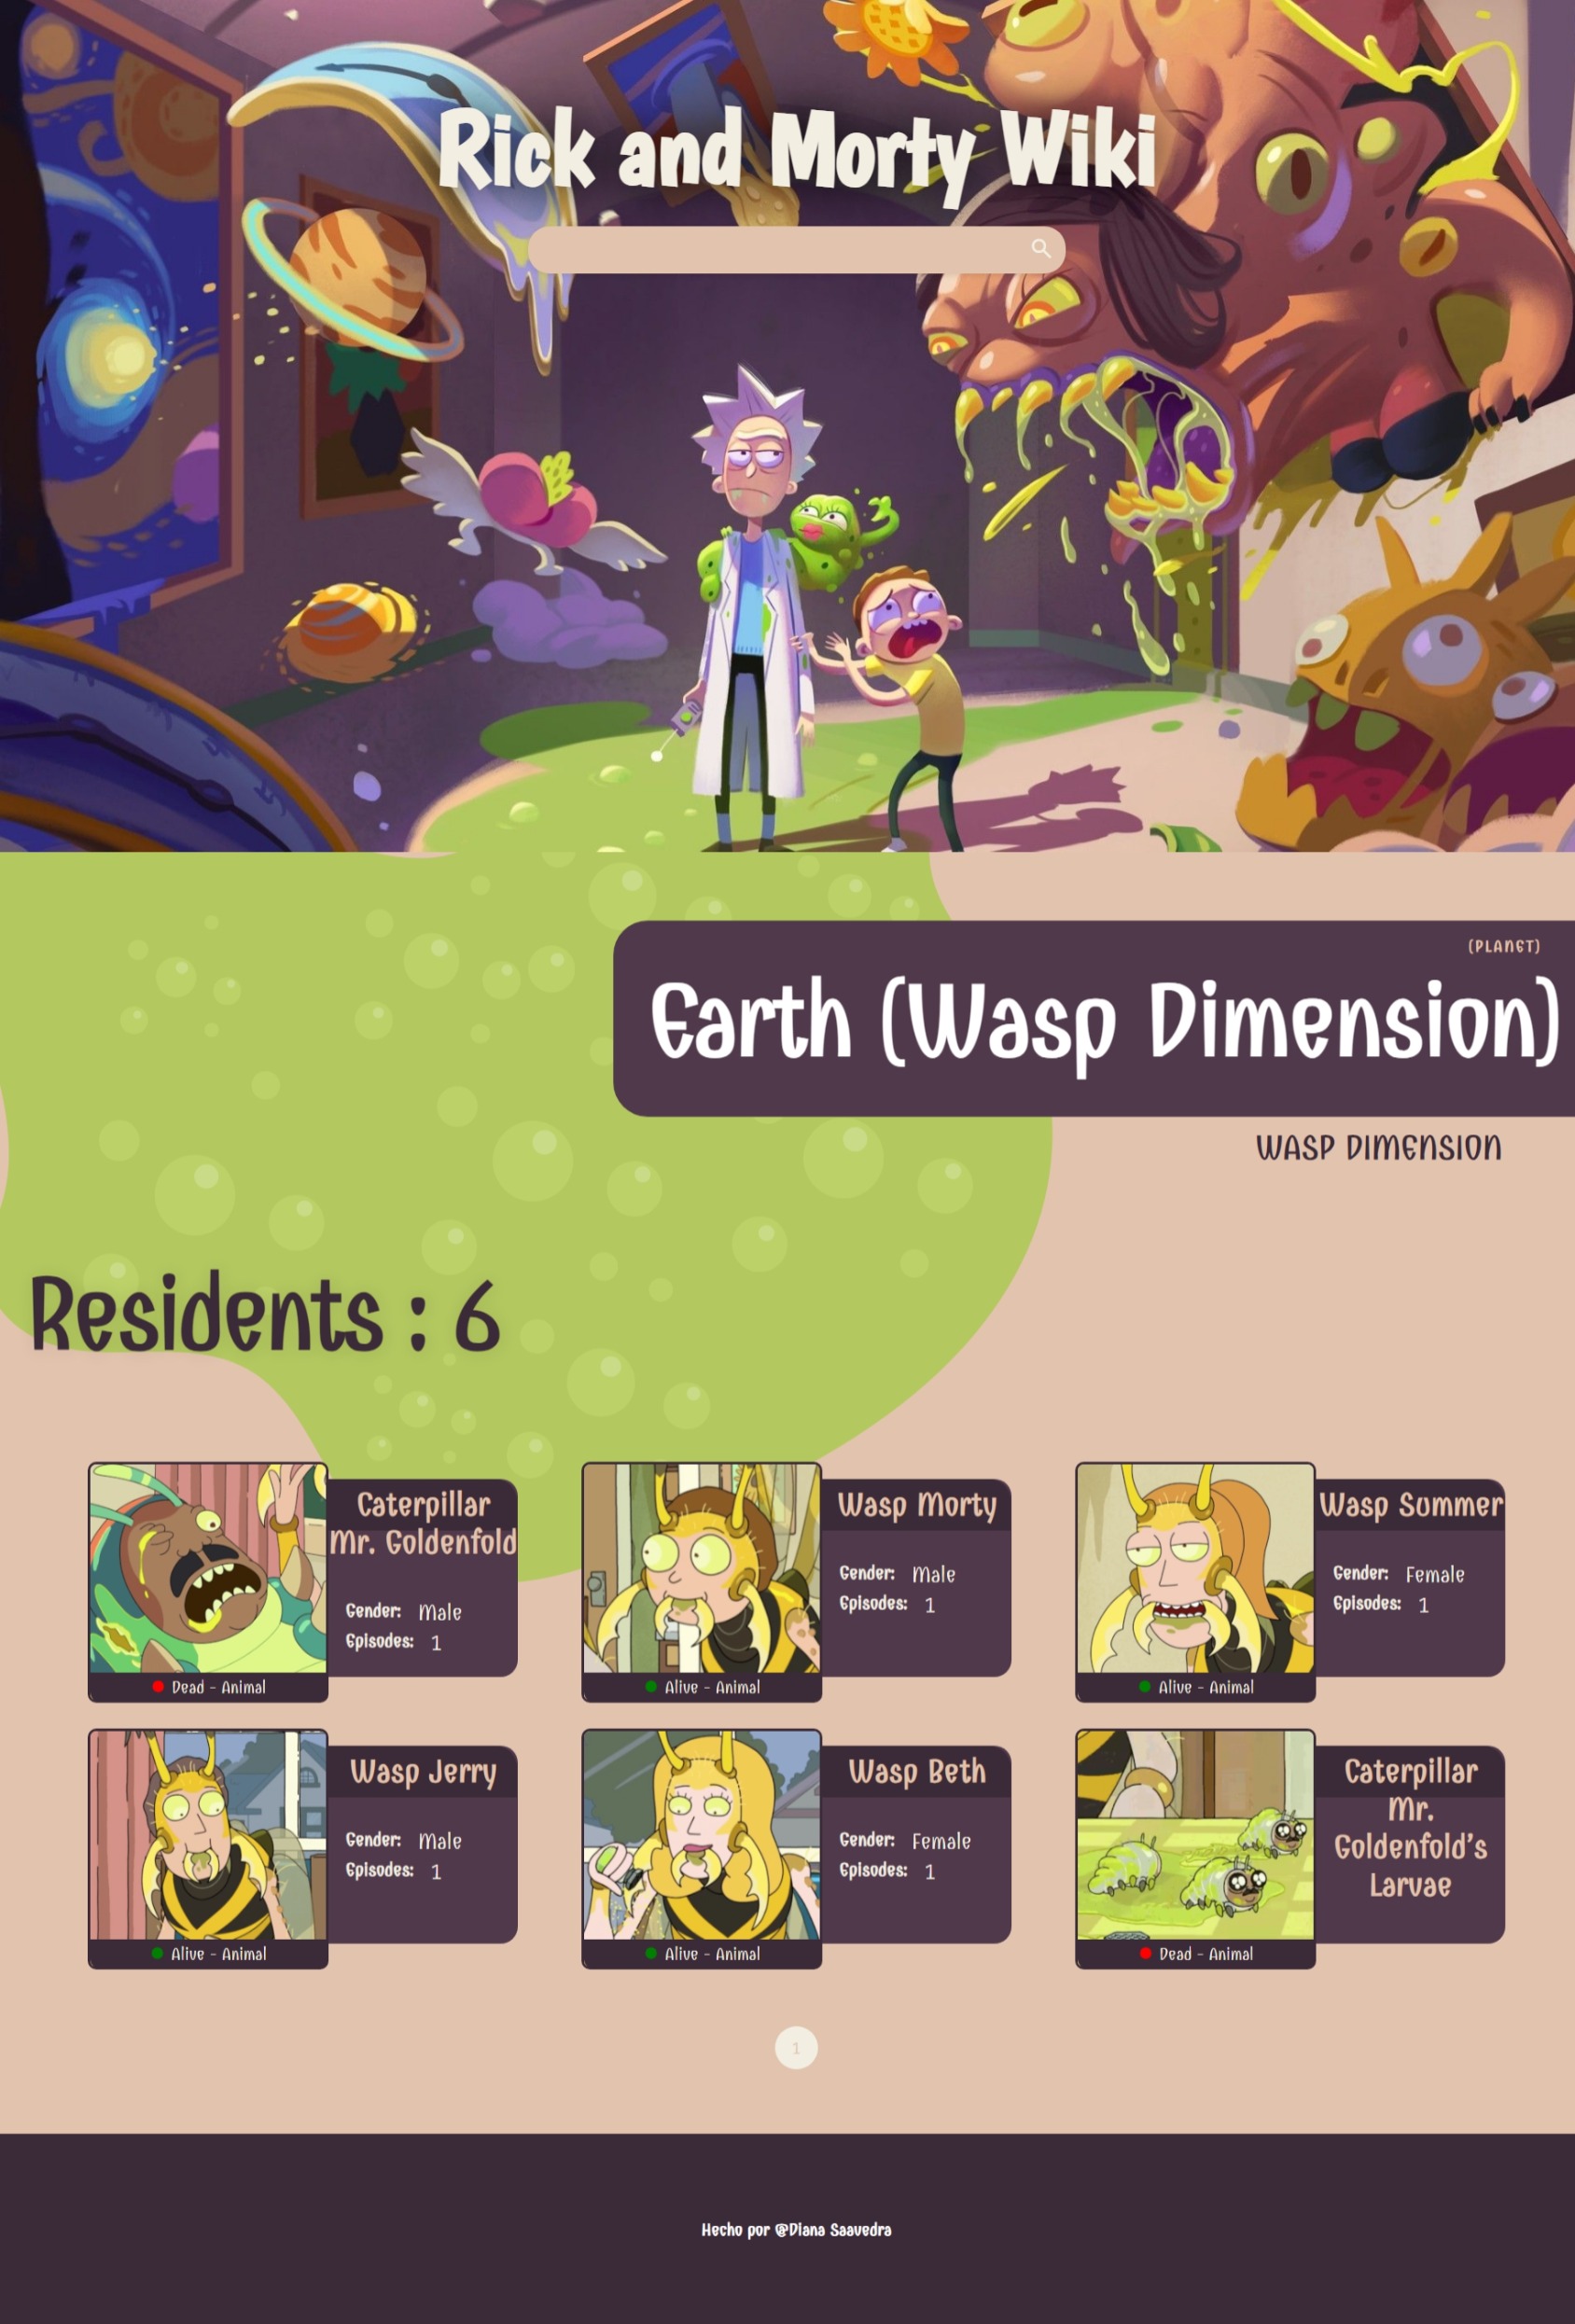 Rick and Morty Wiki
(PLANET)
Earth (Wasp Dimension)
WASP DIMENSION
Residents : 6
Caterpillar
Mr. Goldenfold
Gender: Male
Episodes: 1
Dead - Animal
Wasp Morty
Gender: Male
Episodes: 1
Alive - Animal
Wasp Summer
Gender: Female
Episodes: 1
Alive - Animal
Wasp Jerry
Gender: Male
Episodes: 1
Alive - Animal
Wasp Beth
Gender: Female
Episodes: 1
Alive - Animal
Caterpillar
Mr.
Goldenfold's
Larvae
Dead - Animal
1
Hecho por @Diana Saavedra